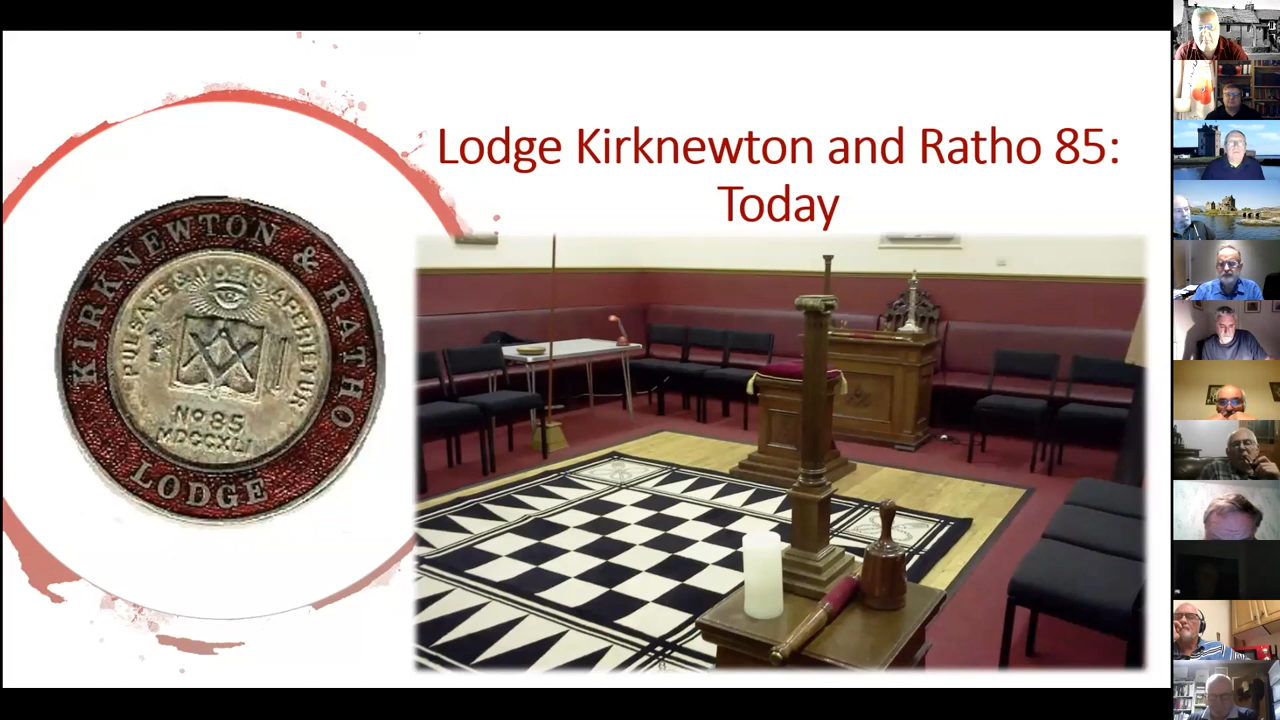 Lodge Kirknewton and Ratho 85:
Today
KIRKNEWTON & RATHO
LODGE
PULSATE & VOBIS APERIETUR
No 85
MDCCXLI